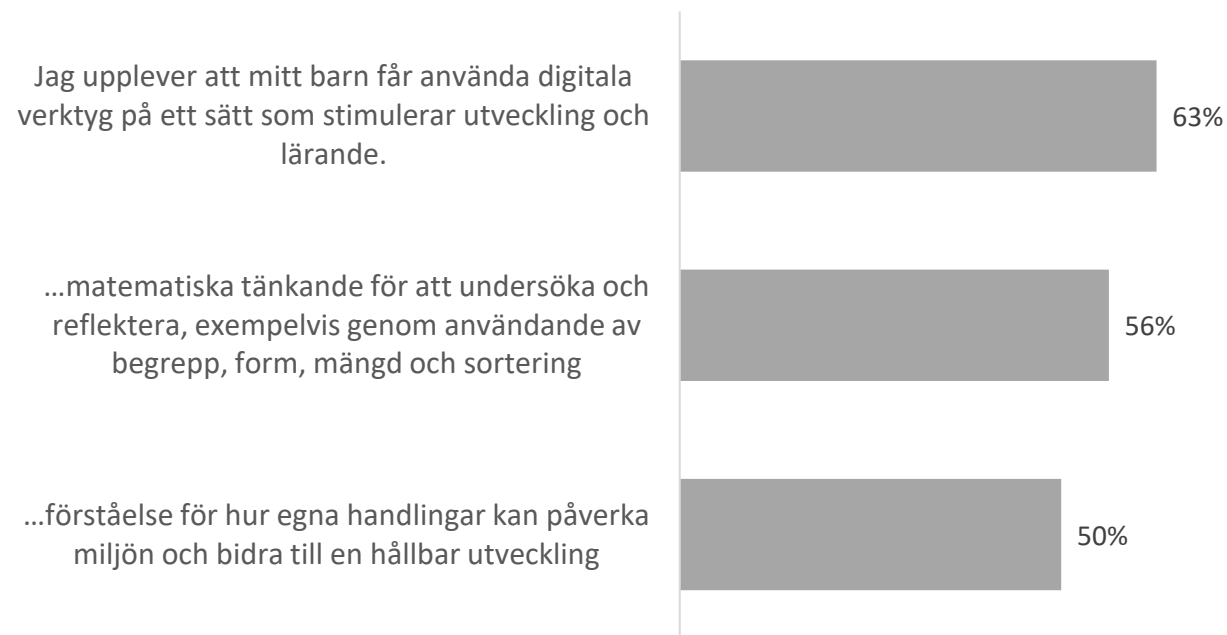 Jag upplever att mitt barn får använda digitala
verktyg på ett sätt som stimulerar utveckling och
lärande.
63%
…matematiska tänkande för att undersöka och
reflektera, exempelvis genom användande av
begrepp, form, mängd och sortering
56%
…förståelse för hur egna handlingar kan påverka
miljön och bidra till en hållbar utveckling
50%